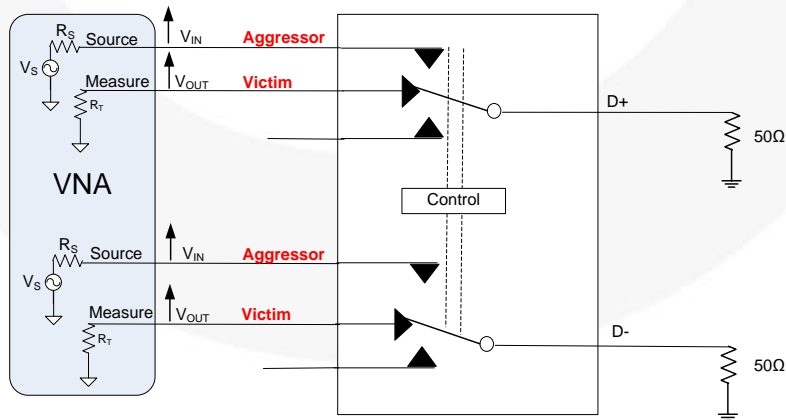 RS Source VIN Aggressor
VS
Measure VOUT Victim
RT
D+
50Ω
VNA
Control
RS Source VIN Aggressor
VS
Measure VOUT Victim
RT
D-
50Ω